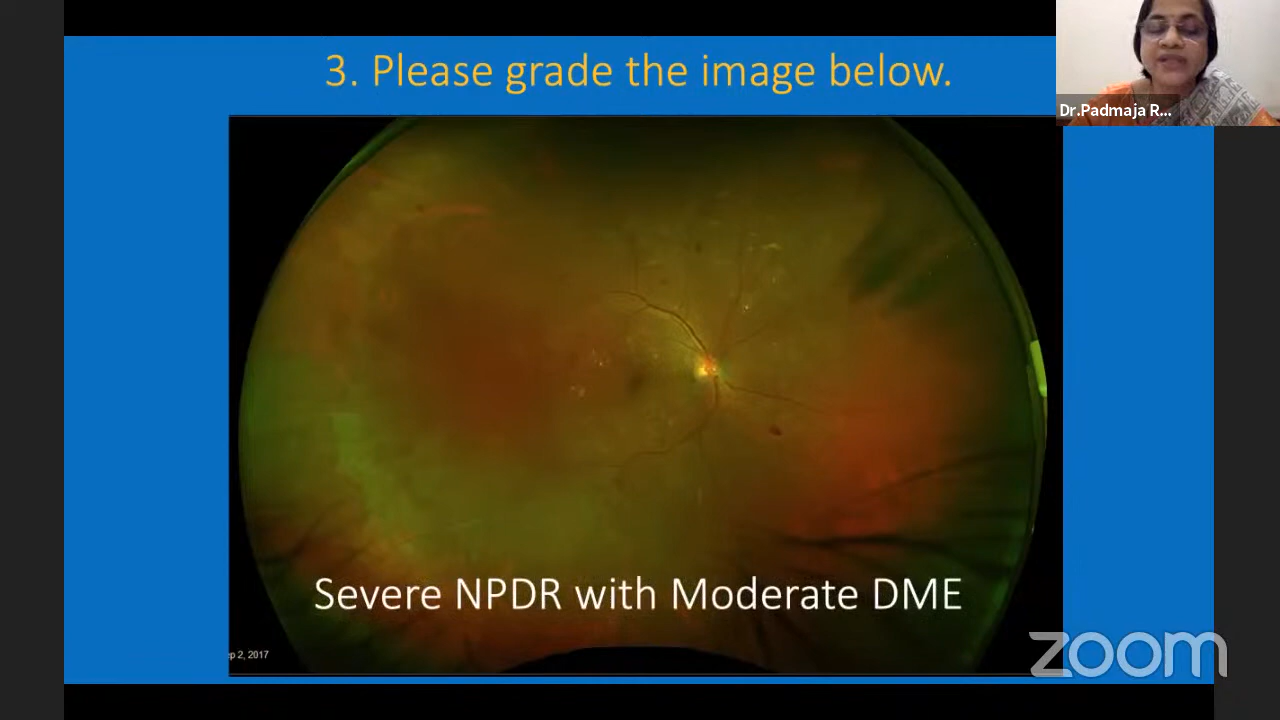 3. Please grade the image below.
Dr.Padmaja R...
Severe NPDR with Moderate DME
p 2, 2017
zoom